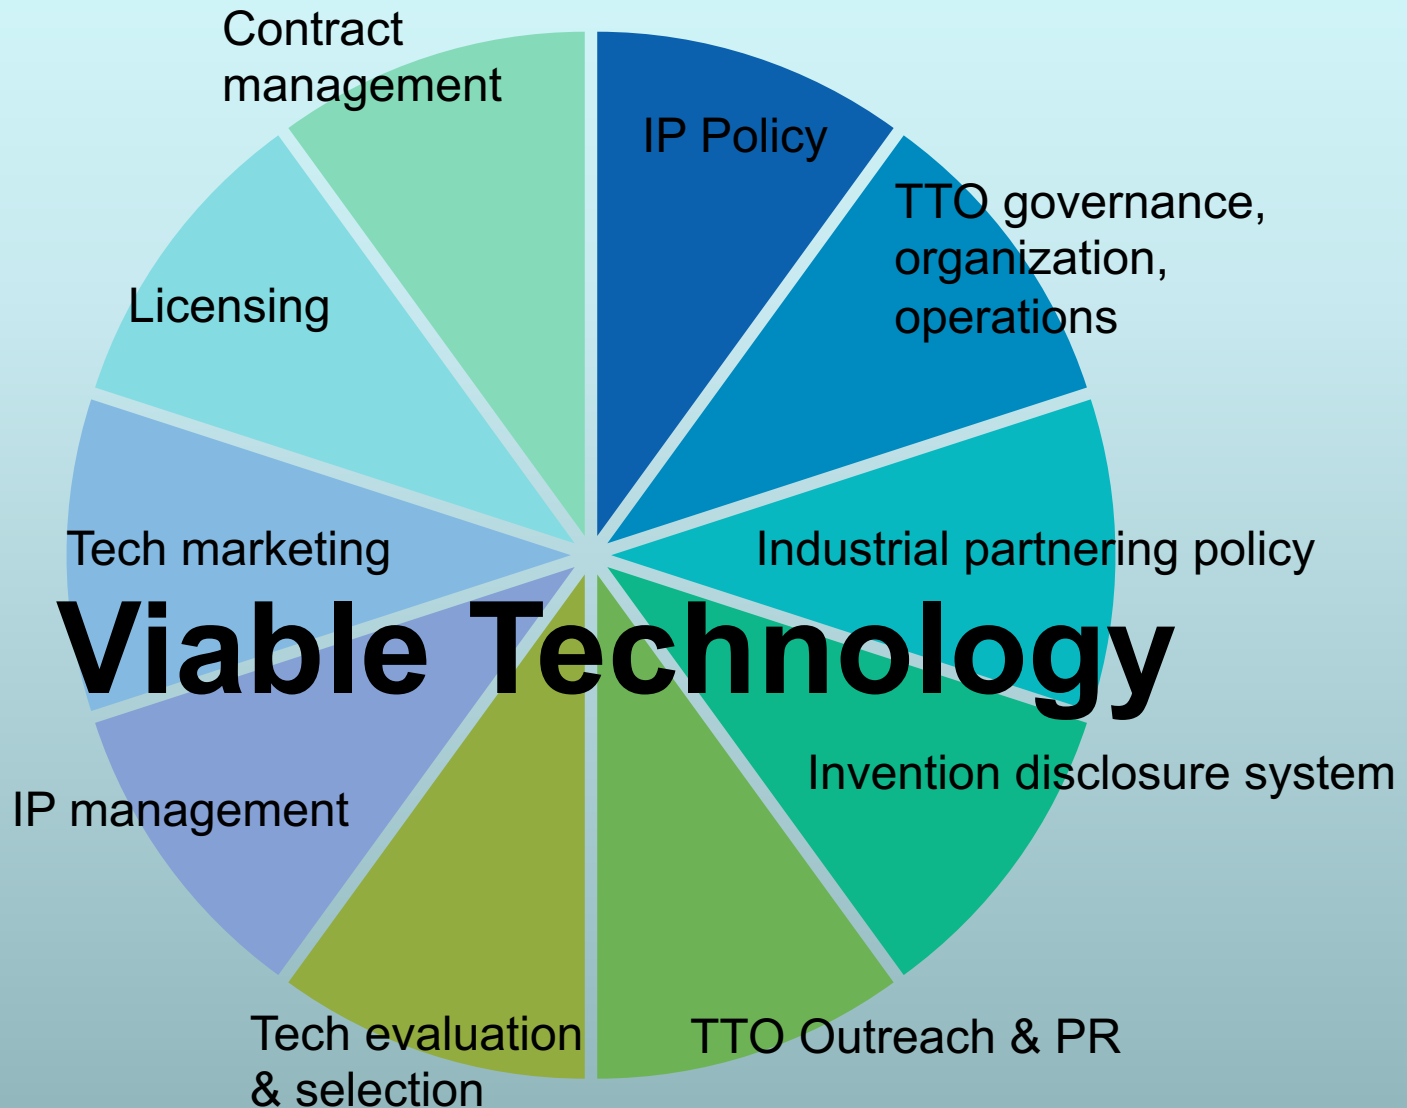 Contract
management
IP Policy
TTO governance,
organization,
operations
Licensing
Tech marketing
Industrial partnering policy
Viable Technology
Invention disclosure system
IP management
Tech evaluation
& selection
TTO Outreach & PR